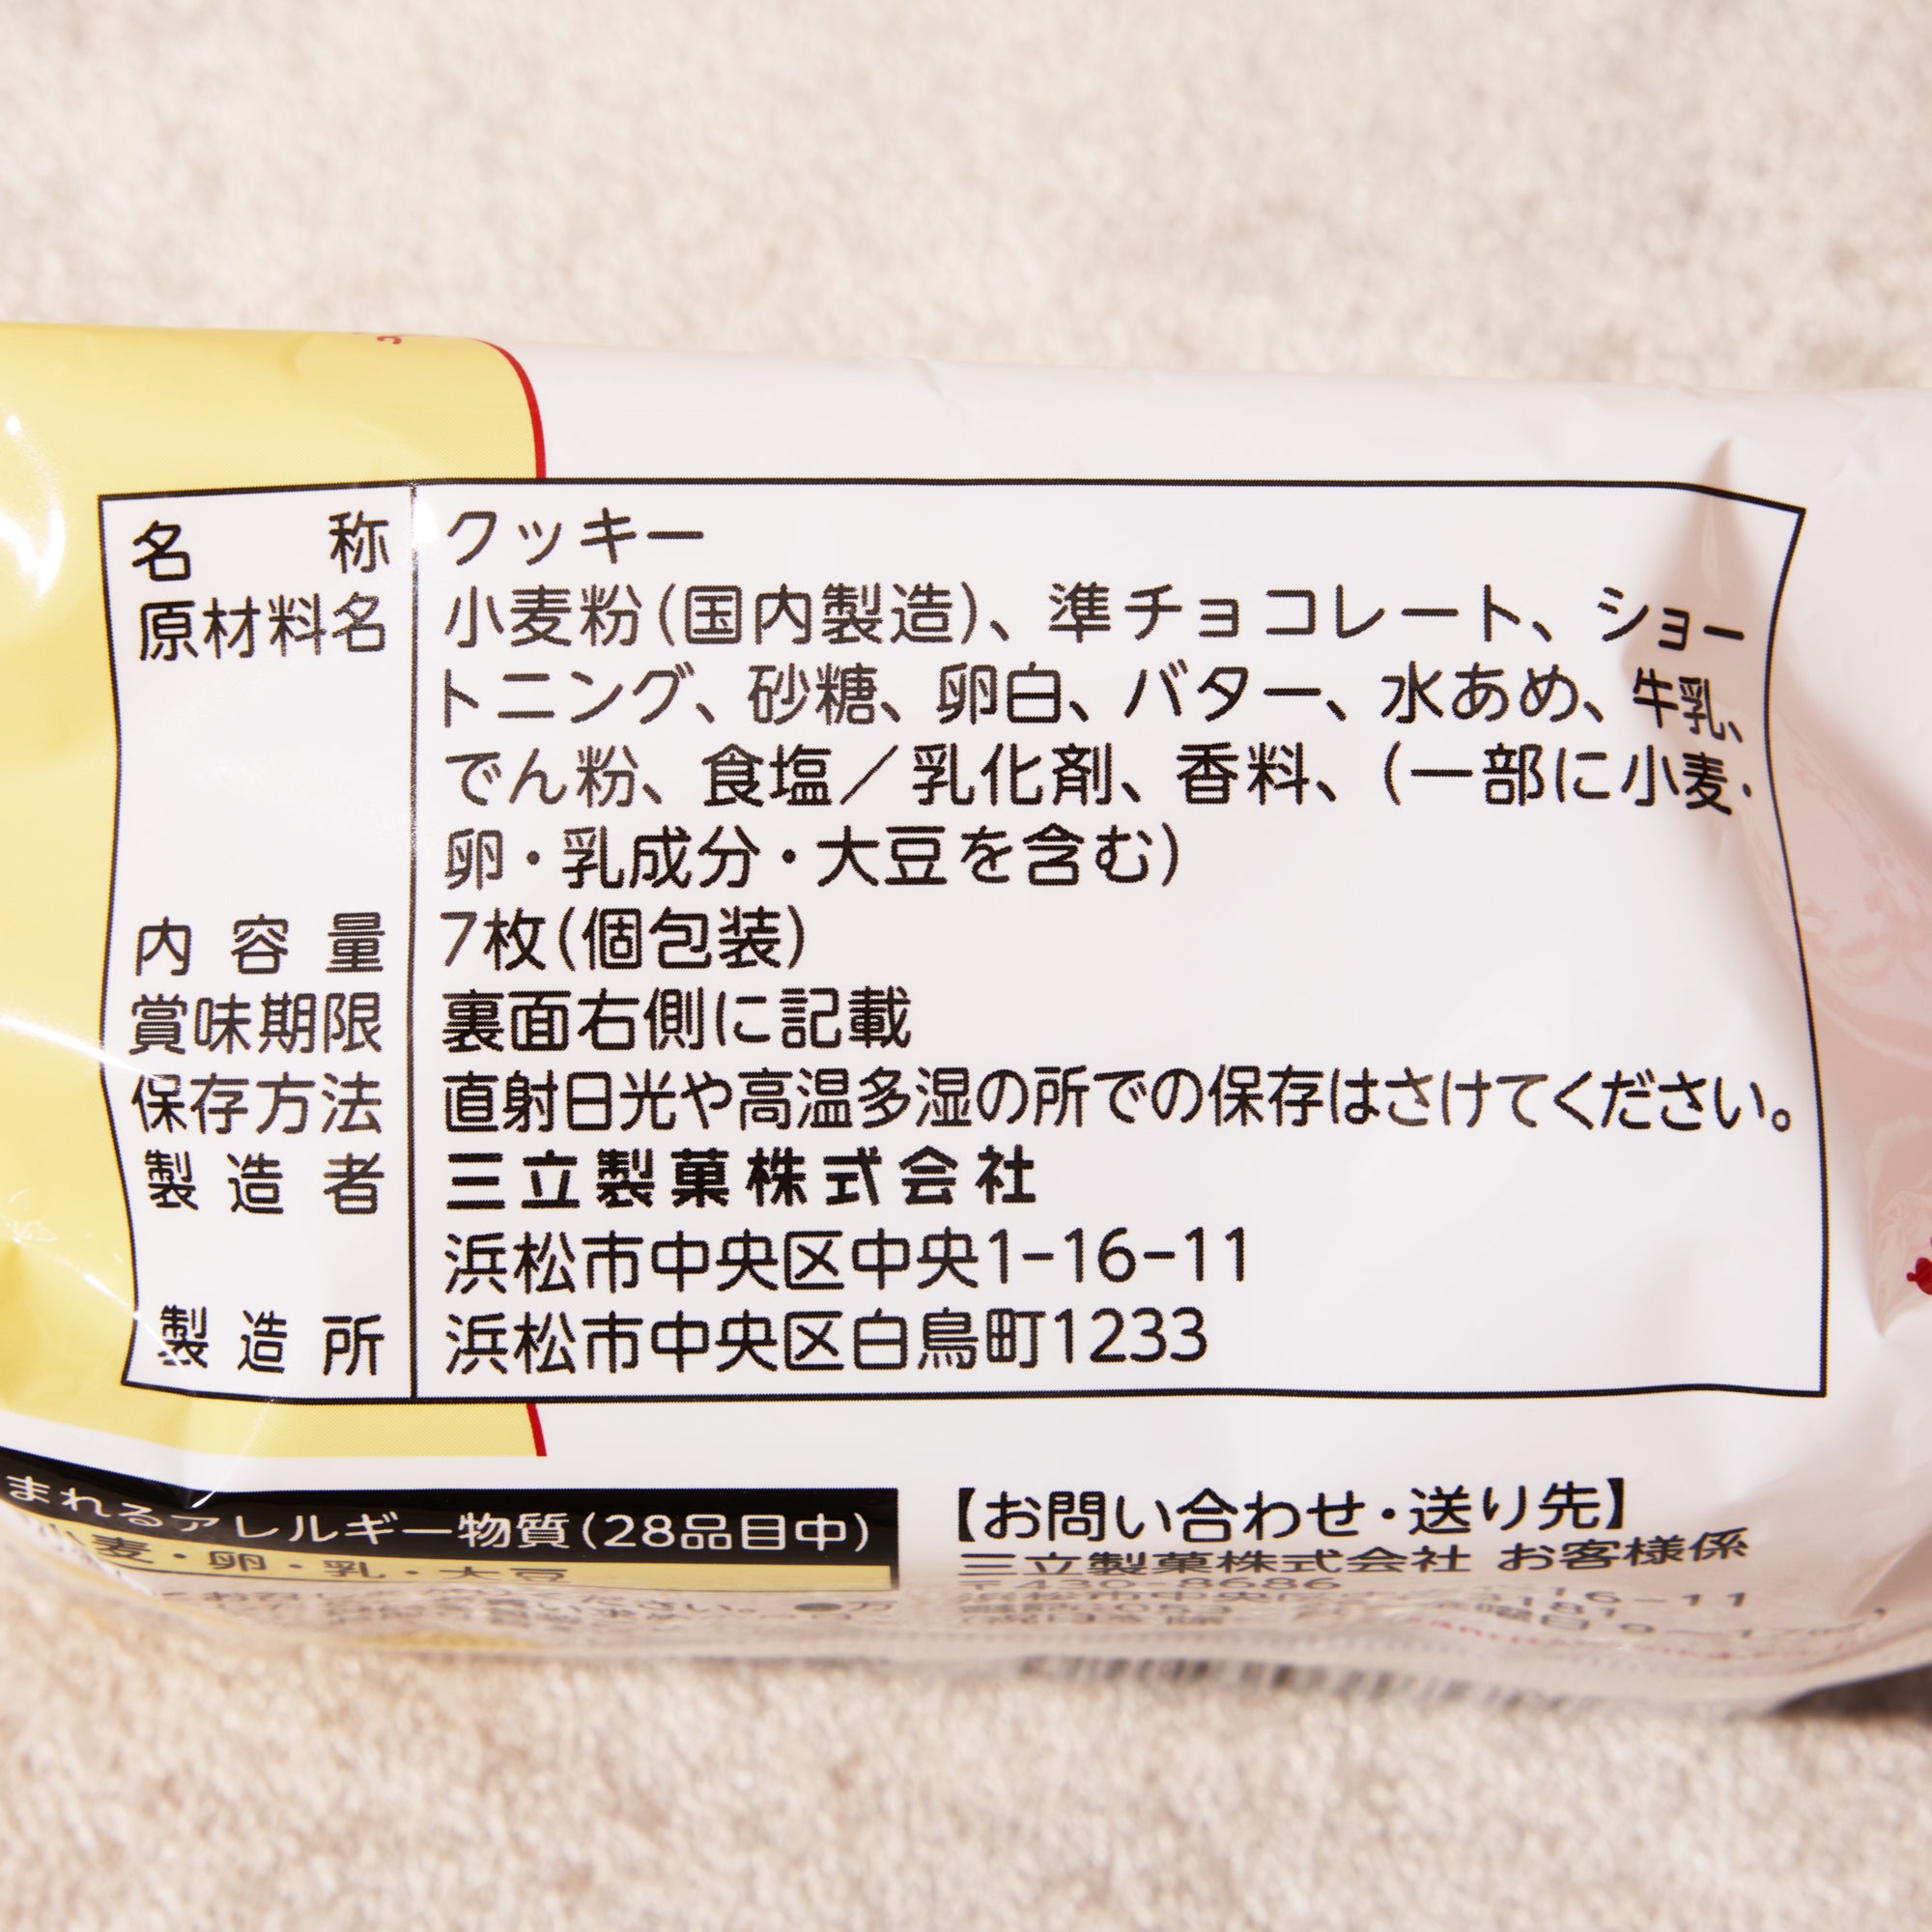 名称 クッキー
原材料名 小麦粉(国内製造)、準チョコレート、ショー
トニング、砂糖、卵白、バター、水あめ、牛乳、
でん粉、食塩／乳化剤、香料、(一部に小麦・
卵・乳成分・大豆を含む)
内容量 7枚(個包装)
賞味期限 裏面右側に記載
保存方法 直射日光や高温多湿の所での保存はさけてください。
製造者 三立製菓株式会社
浜松市中央区中央1-16-11
製造所 浜松市中央区白鳥町1233
まれるアレルギー物質(28品目中)
小麦・卵・乳・大豆
【お問い合わせ・送り先】
三立製菓株式会社 お客様係
〒430-8686